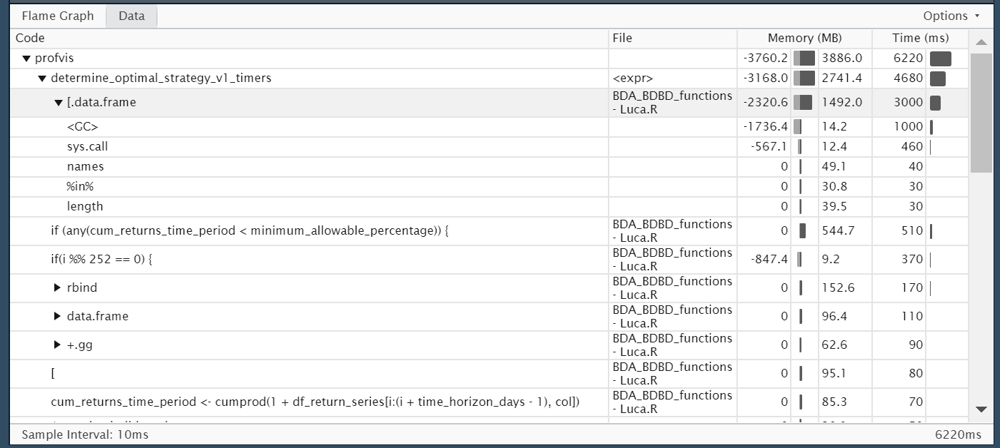 Flame Graph Data Options
Code File Memory (MB) Time (ms)
profvis -3760.2 3886.0 6220
determine_optimal_strategy_v1_timers <expr> -3168.0 2741.4 4680
[.data.frame BDA_BDBD_functions - Luca.R -2320.6 1492.0 3000
<GC> -1736.4 14.2 1000
sys.call -567.1 12.4 460
names 0 49.1 40
%in% 0 30.8 30
length 0 39.5 30
if (any(cum_returns_time_period < minimum_allowable_percentage)) { BDA_BDBD_functions - Luca.R 0 544.7 510
if(i %% 252 == 0) { BDA_BDBD_functions - Luca.R -847.4 9.2 370
rbind BDA_BDBD_functions - Luca.R 0 152.6 170
data.frame BDA_BDBD_functions - Luca.R 0 96.4 110
+.gg BDA_BDBD_functions - Luca.R 0 62.6 90
[ BDA_BDBD_functions - Luca.R 0 95.1 80
cum_returns_time_period <- cumprod(1 + df_return_series[i:(i + time_horizon_days - 1), col]) BDA_BDBD_functions - Luca.R 0 85.3 70
Sample Interval: 10ms 6220ms